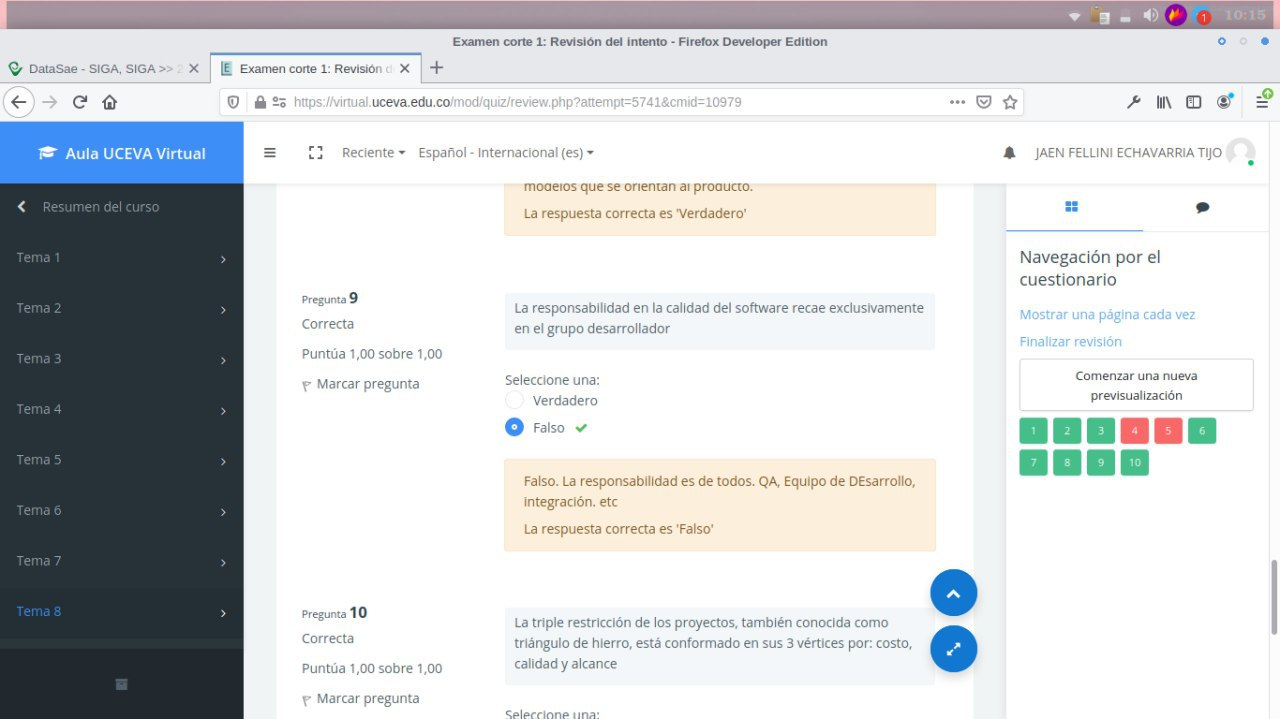 1
10:15
Examen corte 1: Revisión del intento - Firefox Developer Edition
DataSae - SIGA, SIGA >> 2
Examen corte 1: Revisión d
https://virtual.uceva.edu.co/mod/quiz/review.php?attempt=5741&cmid=10979
Aula UCEVA Virtual
Reciente
Español - Internacional (es)
JAEN FELLINI ECHAVARRIA TIJO
Resumen del curso
Tema 1
Tema 2
Tema 3
Tema 4
Tema 5
Tema 6
Tema 7
Tema 8
modelos que se orientan al producto.
La respuesta correcta es 'Verdadero'
Pregunta 9
Correcta
Puntúa 1,00 sobre 1,00
Marcar pregunta
La responsabilidad en la calidad del software recae exclusivamente
en el grupo desarrollador
Seleccione una:
Verdadero
Falso
Falso. La responsabilidad es de todos. QA, Equipo de DEsarrollo,
integración. etc
La respuesta correcta es 'Falso'
Pregunta 10
Correcta
Puntúa 1,00 sobre 1,00
Marcar pregunta
La triple restricción de los proyectos, también conocida como
triángulo de hierro, está conformado en sus 3 vértices por: costo,
calidad y alcance
Seleccione una:
Navegación por el
cuestionario
Mostrar una página cada vez
Finalizar revisión
Comenzar una nueva
previsualización
1 2 3 4 5 6
7 8 9 10